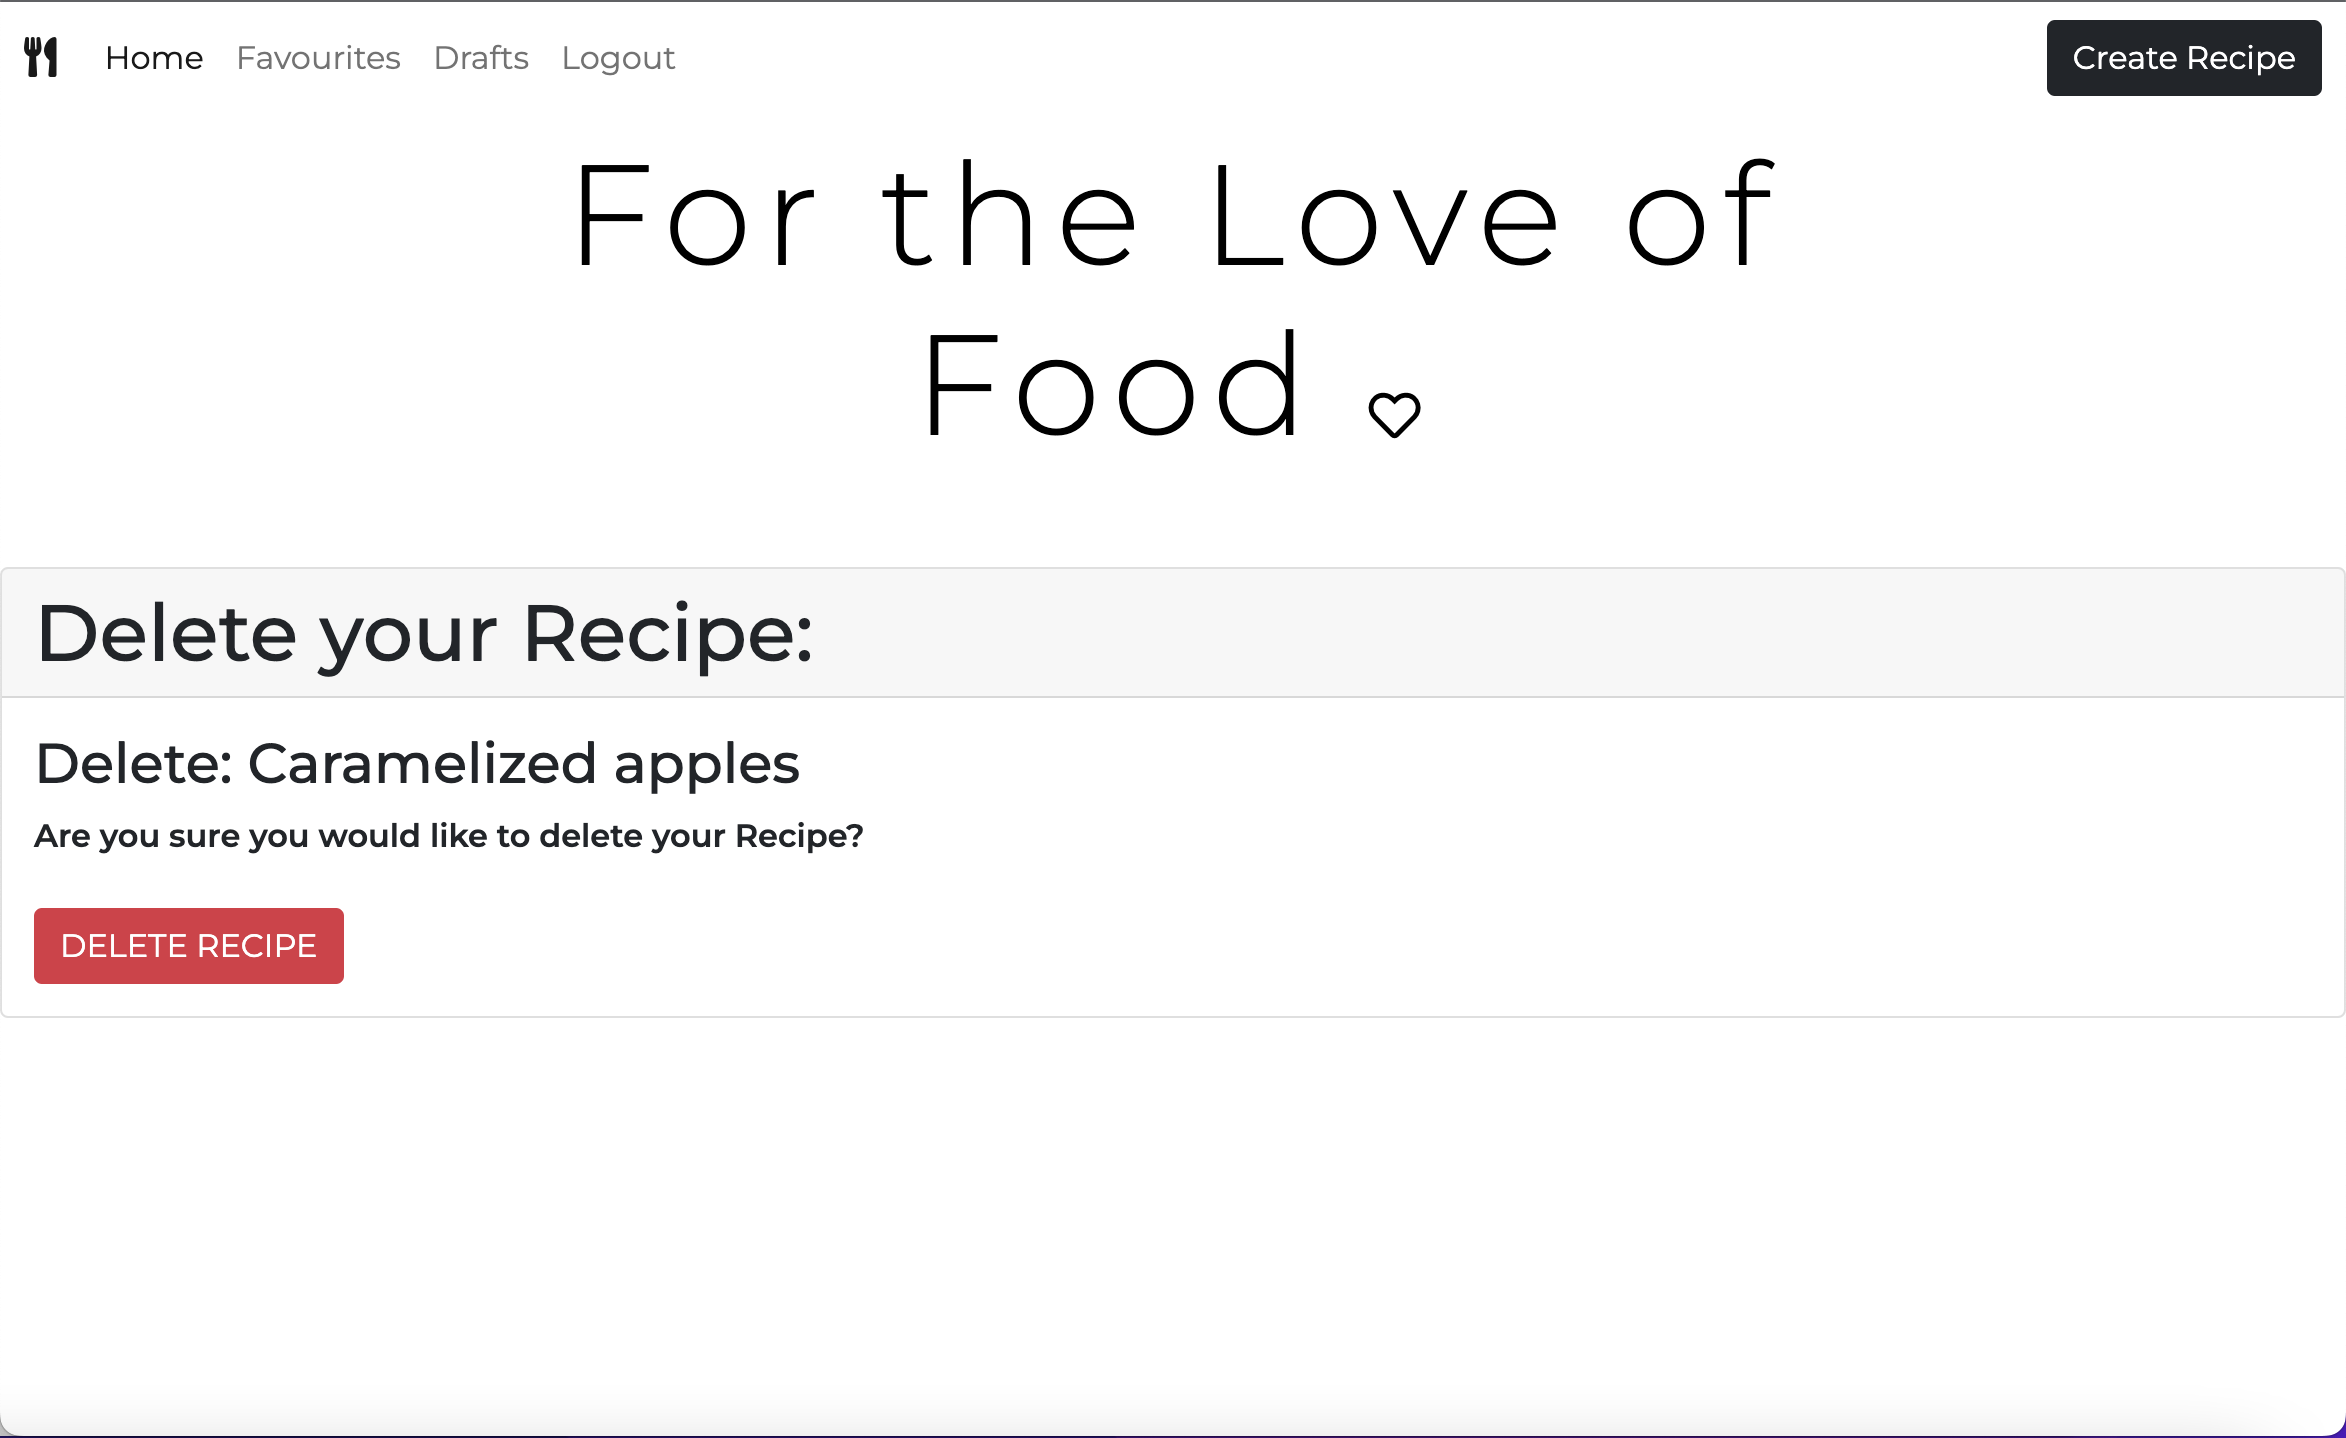 Home Favourites Drafts Logout Create Recipe
For the Love of
Food
Delete your Recipe:
Delete: Caramelized apples
Are you sure you would like to delete your Recipe?
DELETE RECIPE